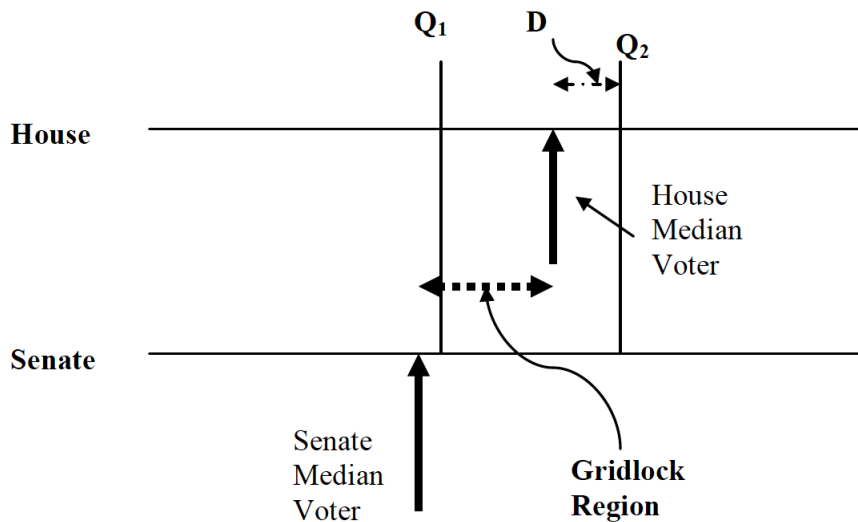 D
Q₁
Q₂
House
House
Median
Voter
Senate
Senate
Median
Voter
Gridlock
Region